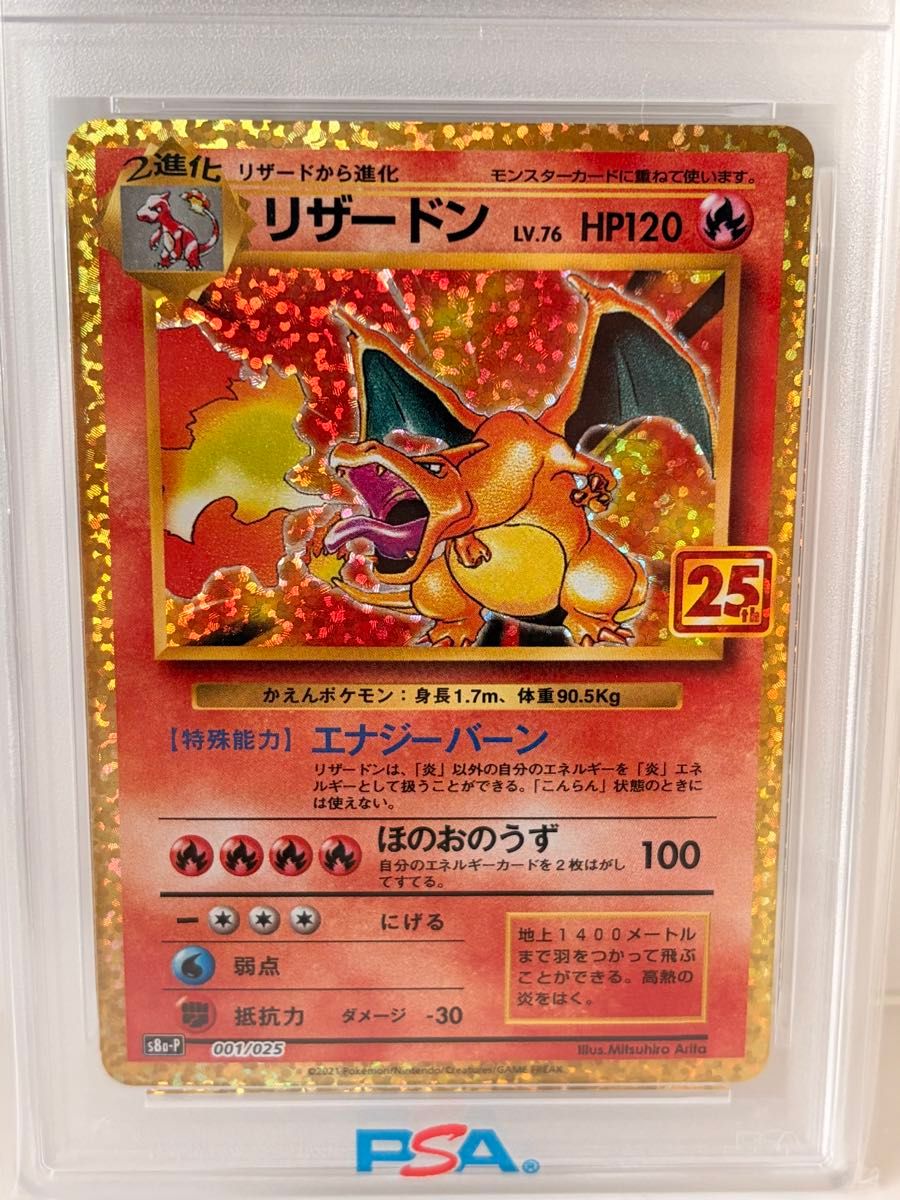 2進化
リザードから進化
モンスターカードに重ねて使います。
リザードン LV.76 HP120
25th
かえんポケモン：身長1.7m、体重90.5Kg
【特殊能力】エナジーバーン
リザードンは、「炎」以外の自分のエネルギーを「炎」エネ
ルギーとして扱うことができる。「こんらん」状態のときに
は使えない。
ほのおのうず 100
自分のエネルギーカードを２枚はがし
てすてる。
ー にげる
弱点
抵抗力 ダメージ -30
地上１４００メートル
まで羽をつかって飛ぶ
ことができる。高熱の
炎をはく。
s8a-P 001/025
Illus.Mitsuhiro Arita
©2021 Pokémon/Nintendo/Creatures/GAME FREAK
PSA®